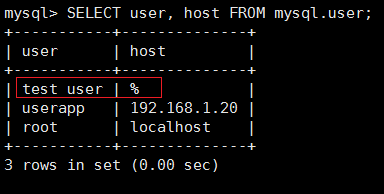 mysql> SELECT user, host FROM mysql.user;
+-----------+--------------+
| user      | host         |
+-----------+--------------+
| test user | %            |
| userapp   | 192.168.1.20 |
| root      | localhost    |
+-----------+--------------+
3 rows in set (0.00 sec)